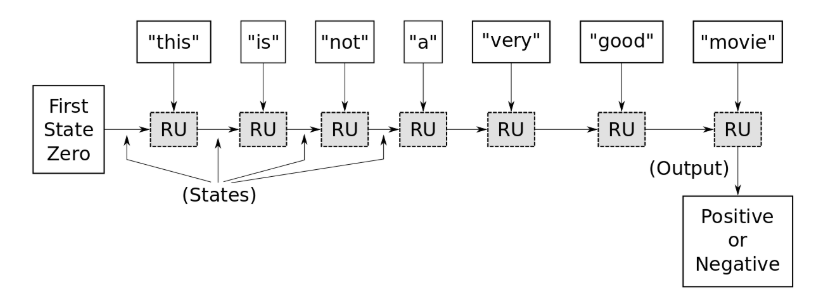 "this"
"is"
"not"
"a"
"very"
"good"
"movie"
First
State
Zero
RU
RU
RU
RU
RU
RU
RU
(States)
(Output)
Positive
or
Negative